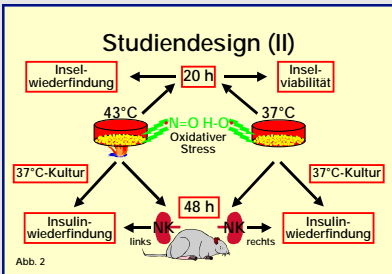 Studiendesign (II)
Insel-
wiederfindung
20 h
Insel-
viabilität
43°C
37°C
N=O H-O
Oxidativer
Stress
37°C-Kultur
37°C-Kultur
48 h
Insulin-
wiederfindung
NK
NK
Insulin-
wiederfindung
links
rechts
Abb. 2